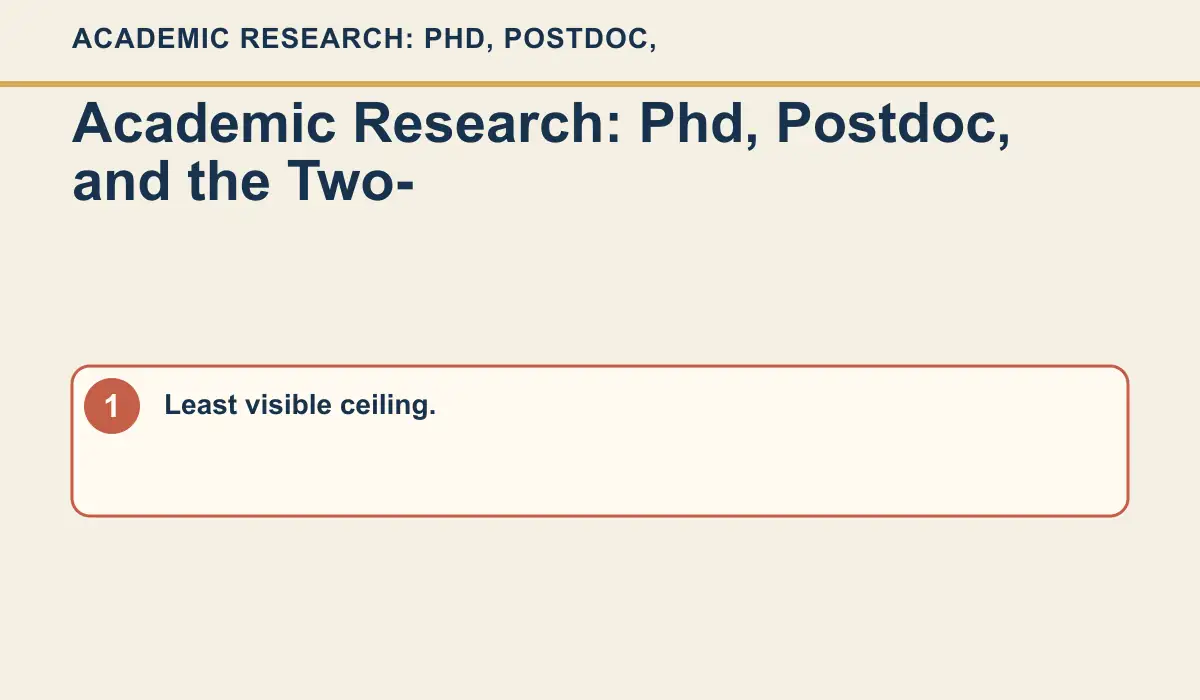 ACADEMIC RESEARCH: PHD, POSTDOC,
Academic Research: Phd, Postdoc,
and the Two-
1
Least visible ceiling.